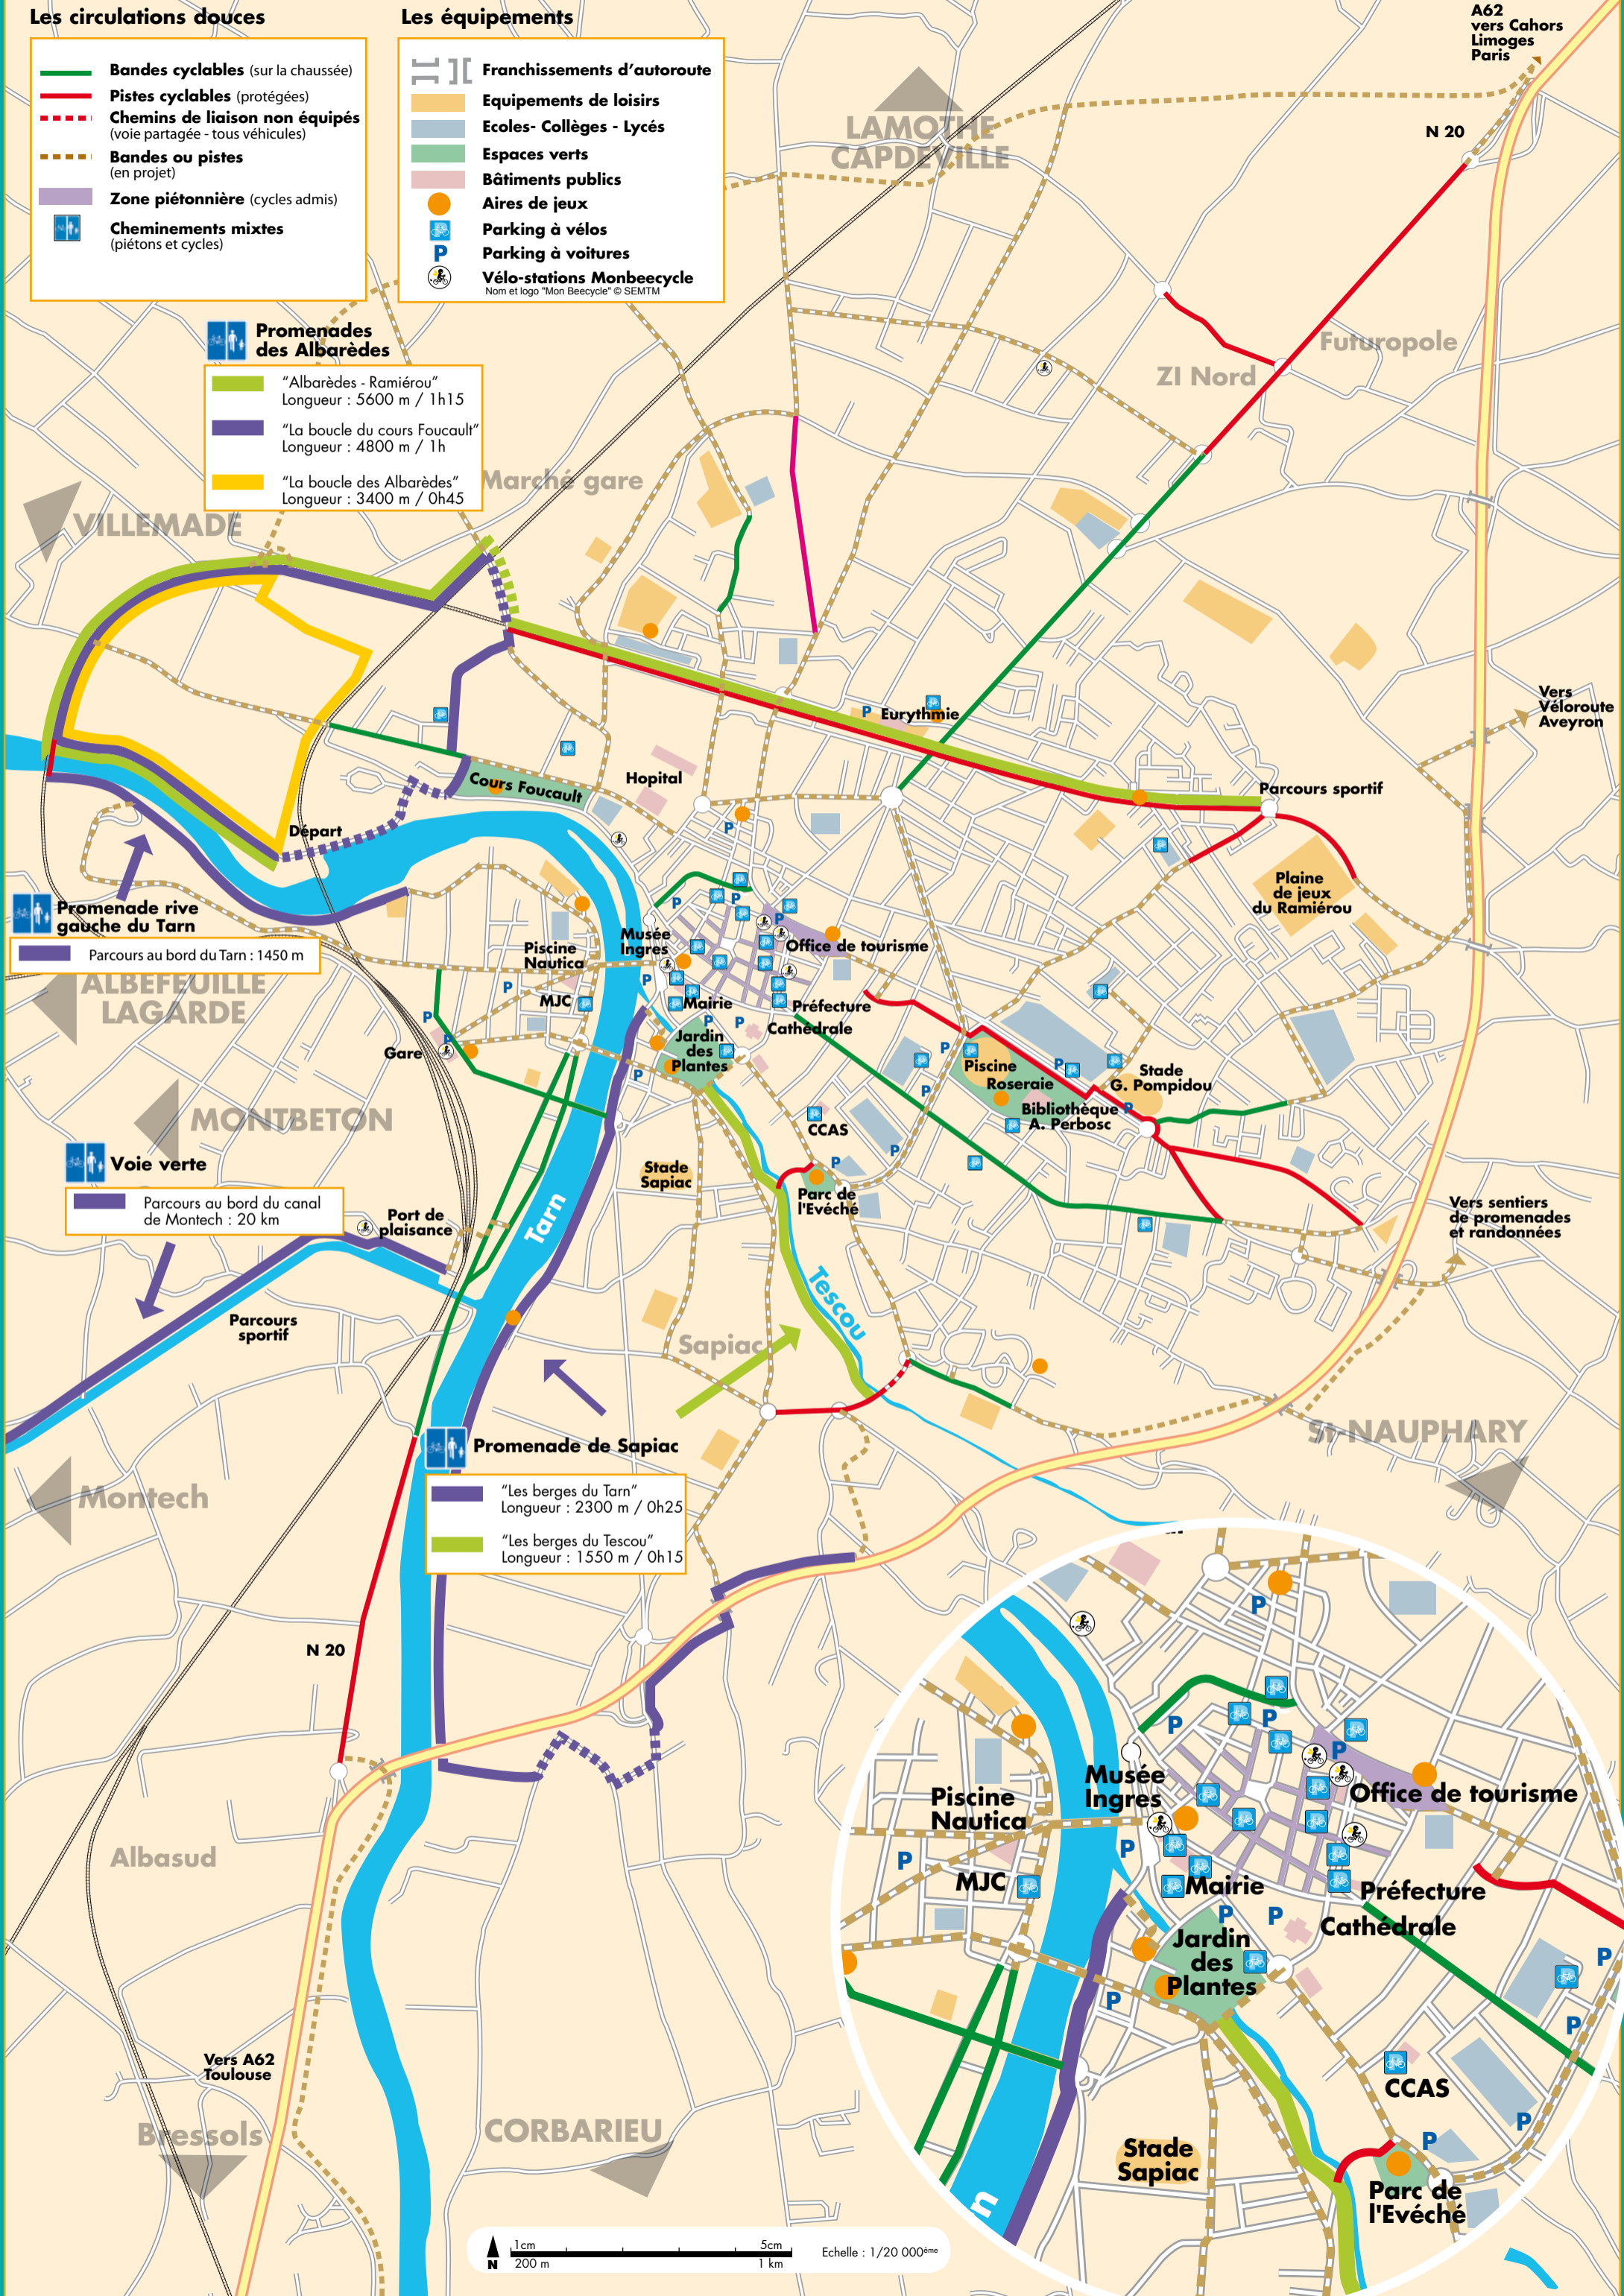 Les circulations douces
Bandes cyclables (sur la chaussée)
Pistes cyclables (protégées)
Chemins de liaison non équipés
(voie partagée - tous véhicules)
Bandes ou pistes
(en projet)
Zone piétonnière (cycles admis)
Cheminements mixtes
(piétons et cycles)
Les équipements
Franchissements d'autoroute
Equipements de loisirs
Ecoles- Collèges - Lycés
Espaces verts
Bâtiments publics
Aires de jeux
Parking à vélos
P
Parking à voitures
Vélo-stations Monbeecycle
Nom et logo "Mon Beecycle" © SEMTM
A62
vers Cahors
Limoges
Paris
N 20
LAMOTHE
CAPDEVILLE
Futuropole
ZI Nord
Promenades
des Albarèdes
"Albarèdes - Ramiérou"
Longueur : 5600 m / 1h15
"La boucle du cours Foucault"
Longueur : 4800 m / 1h
"La boucle des Albarèdes"
Longueur : 3400 m / 0h45
Marché gare
VILLEMADE
Vers
Véloroute
Aveyron
P
Eurythmie
Cours Foucault
Hopital
Parcours sportif
Départ
P
Plaine
de jeux
du Ramiérou
Promenade rive
gauche du Tarn
Parcours au bord du Tarn : 1450 m
P
P
P
Musée
Ingres
Office de tourisme
Piscine
Nautica
P
P
MJC
Mairie
Préfecture
Cathédrale
P
P
P
P
Gare
Jardin
des
Plantes
P
P
P
P
P
P
P
P
Piscine
Roseraie
Stade
G. Pompidou
Bibliothèque
A. Perbosc
ALBEFEUILLE
LAGARDE
MONTBETON
CCAS
Voie verte
Parcours au bord du canal
de Montech : 20 km
Port de
plaisance
Stade
Sapiac
Parc de
l'Evéché
Tarn
Tescou
Vers sentiers
de promenades
et randonnées
Parcours
sportif
Sapiac
St-NAUPHARY
Promenade de Sapiac
"Les berges du Tarn"
Longueur : 2300 m / 0h25
"Les berges du Tescou"
Longueur : 1550 m / 0h15
Montech
N 20
Albasud
Vers A62
Toulouse
Bressols
CORBARIEU
P
P
P
P
Musée
Ingres
Office de tourisme
Piscine
Nautica
P
P
MJC
Mairie
Préfecture
Cathédrale
P
P
Jardin
des
Plantes
P
P
P
CCAS
P
P
Stade
Sapiac
Parc de
l'Evéché
n
1cm
5cm
N
200 m
1 km
Echelle : 1/20 000ème